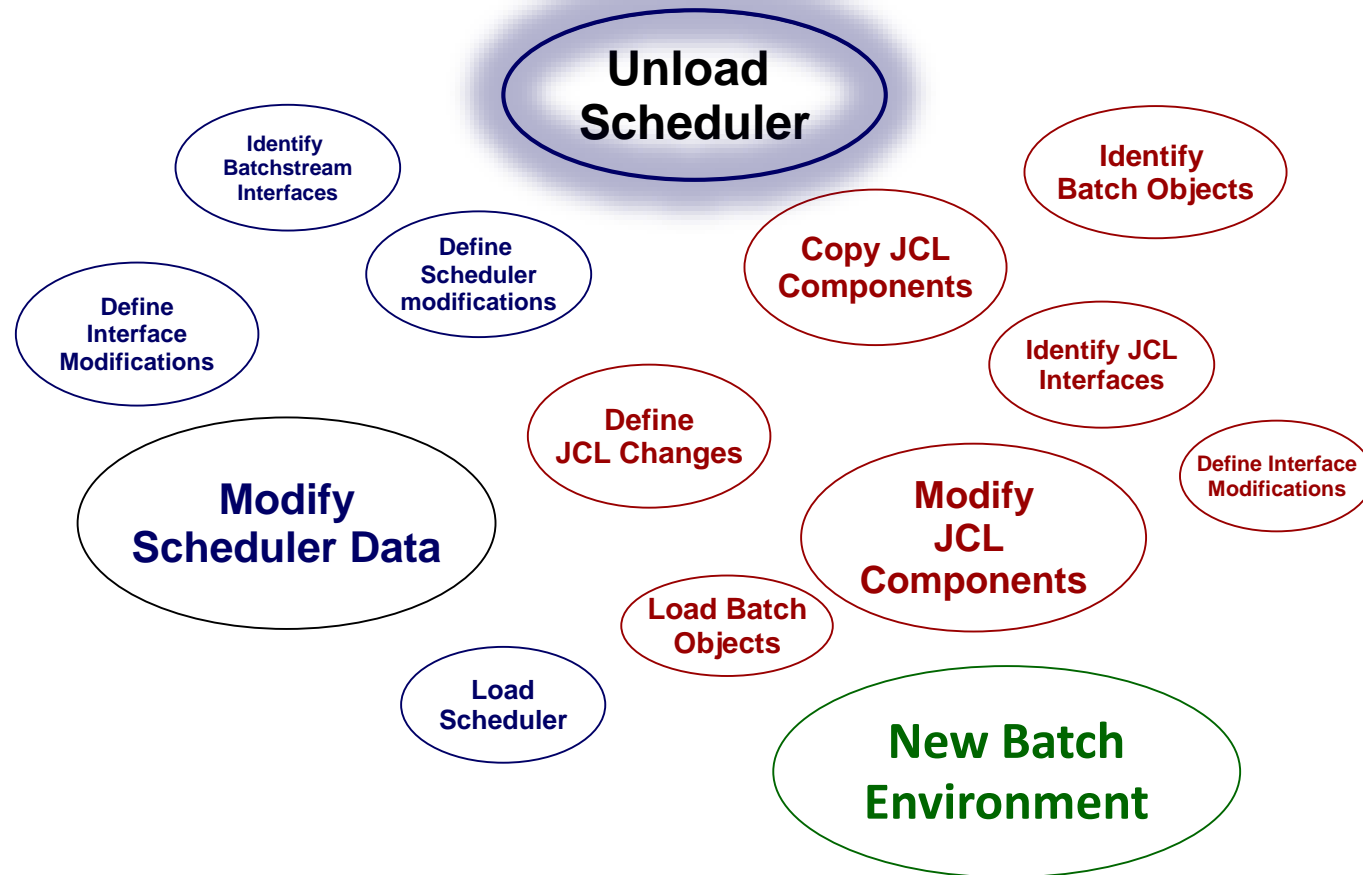 Unload
Scheduler
Identify
Batchstream
Interfaces
Identify
Batch Objects
Define
Scheduler
modifications
Copy JCL
Components
Define
Interface
Modifications
Identify JCL
Interfaces
Define
JCL Changes
Define Interface
Modifications
Modify
Scheduler Data
Modify
JCL
Components
Load Batch
Objects
Load
Scheduler
New Batch
Environment